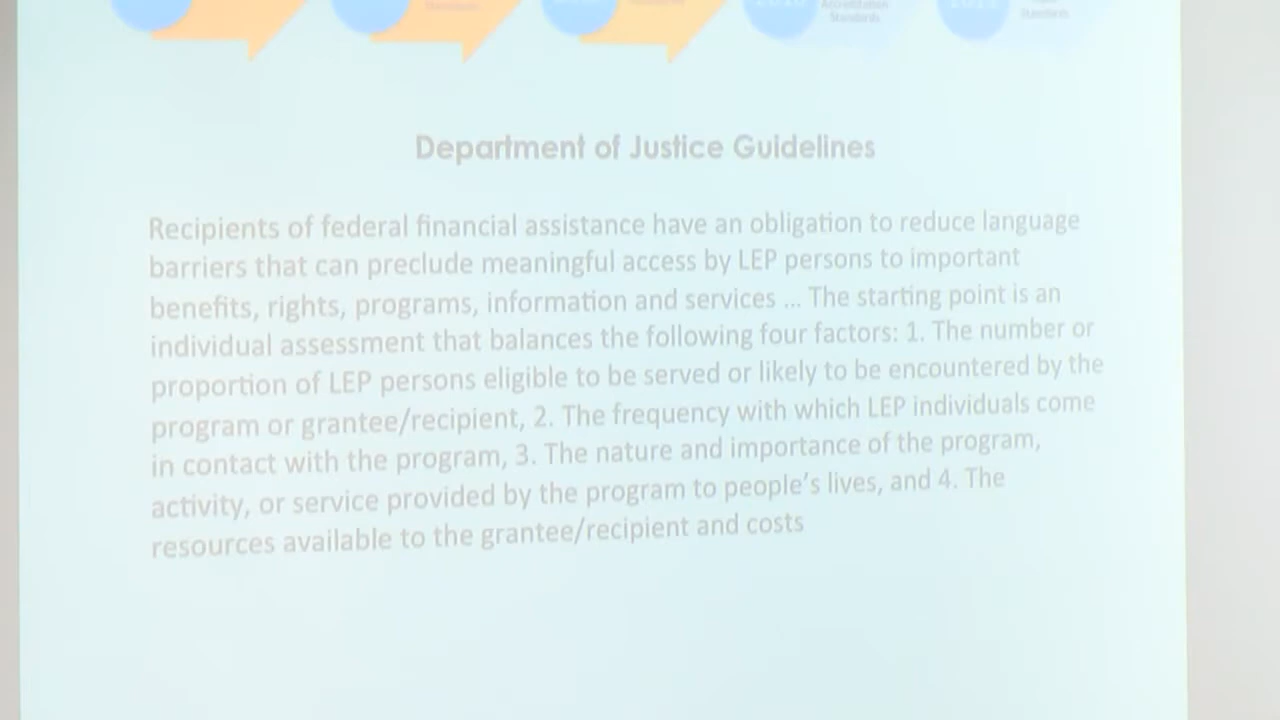 Accreditation
Standards
Standards
Department of Justice Guidelines
Recipients of federal financial assistance have an obligation to reduce language
barriers that can preclude meaningful access by LEP persons to important
benefits, rights, programs, information and services ... The starting point is an
individual assessment that balances the following four factors: 1. The number or
proportion of LEP persons eligible to be served or likely to be encountered by the
program or grantee/recipient, 2. The frequency with which LEP individuals come
in contact with the program, 3. The nature and importance of the program,
activity, or service provided by the program to people’s lives, and 4. The
resources available to the grantee/recipient and costs